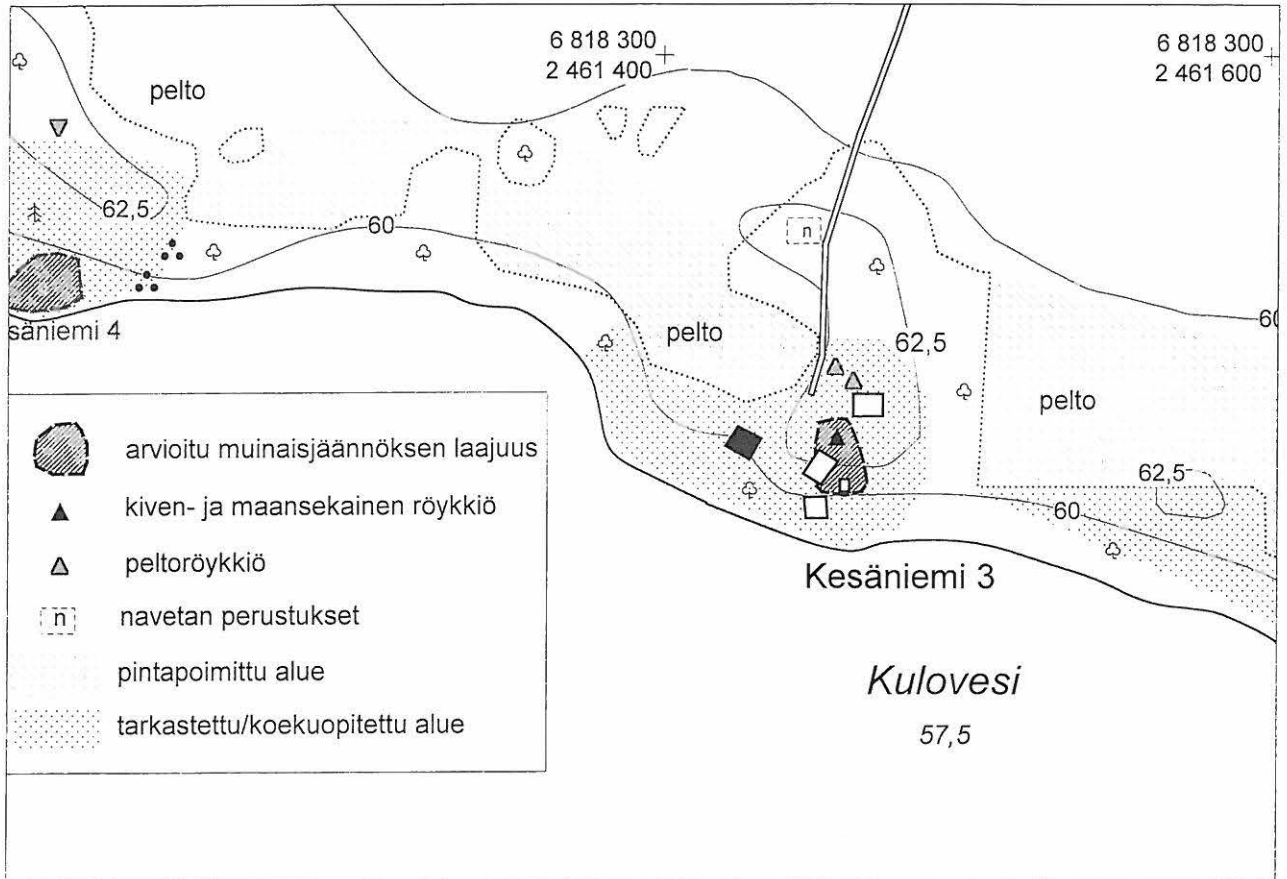 6 818 300
2 461 400
6 818 300
2 461 600
pelto
62,5
60
n
säniemi 4
pelto
62,5
60
pelto
62,5
60
Kesäniemi 3
Kulovesi
57,5
arvioitu muinaisjäännöksen laajuus
kiven- ja maansekainen röykkiö
peltoröykkiö
n navetan perustukset
pintapoimittu alue
tarkastettu/koekuopitettu alue